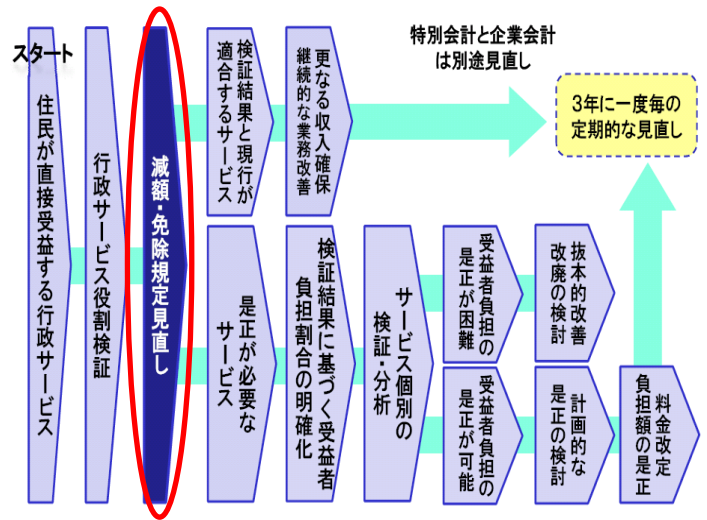 スタート
住民が直接受益する行政サービス
行政サービス役割検証
減額・免除規定見直し
検証結果と現行が
適合するサービス
更なる収入確保
継続的な業務改善
特別会計と企業会計
は別途見直し
3年に一度毎の
定期的な見直し
是正が必要な
サービス
検証結果に基づく受益者
負担割合の明確化
サービス個別の
検証・分析
受益者負担の
是正が困難
抜本的改善
改廃の検討
受益者負担の
是正が可能
計画的な
是正の検討
料金改定
負担額の是正